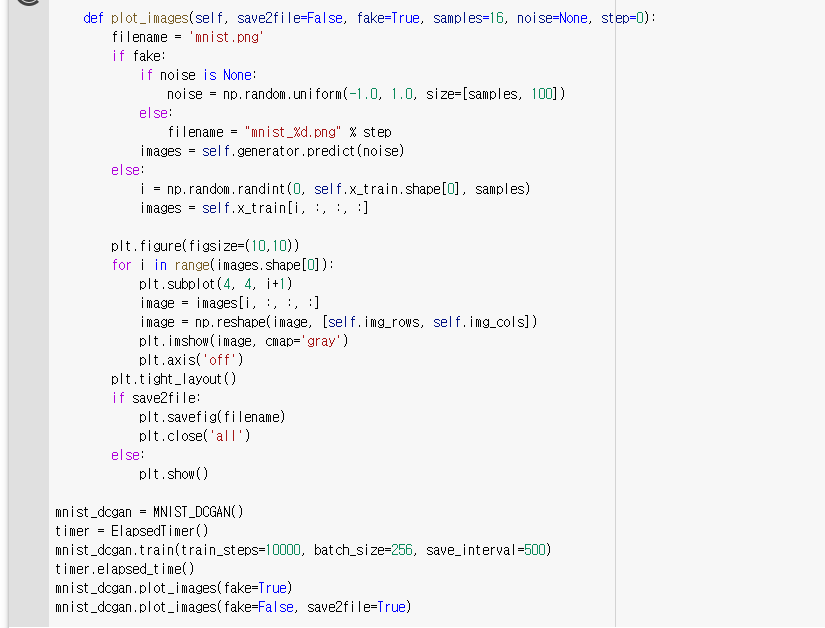 def plot_images(self, save2file=False, fake=True, samples=16, noise=None, step=0):
filename = 'mnist.png'
if fake:
if noise is None:
noise = np.random.uniform(-1.0, 1.0, size=[samples, 100])
else:
filename = "mnist_%d.png" % step
images = self.generator.predict(noise)
else:
i = np.random.randint(0, self.x_train.shape[0], samples)
images = self.x_train[i, :, :, :]
plt.figure(figsize=(10,10))
for i in range(images.shape[0]):
plt.subplot(4, 4, i+1)
image = images[i, :, :, :]
image = np.reshape(image, [self.img_rows, self.img_cols])
plt.imshow(image, cmap='gray')
plt.axis('off')
plt.tight_layout()
if save2file:
plt.savefig(filename)
plt.close('all')
else:
plt.show()
mnist_dcgan = MNIST_DCGAN()
timer = ElapsedTimer()
mnist_dcgan.train(train_steps=10000, batch_size=256, save_interval=500)
timer.elapsed_time()
mnist_dcgan.plot_images(fake=True)
mnist_dcgan.plot_images(fake=False, save2file=True)